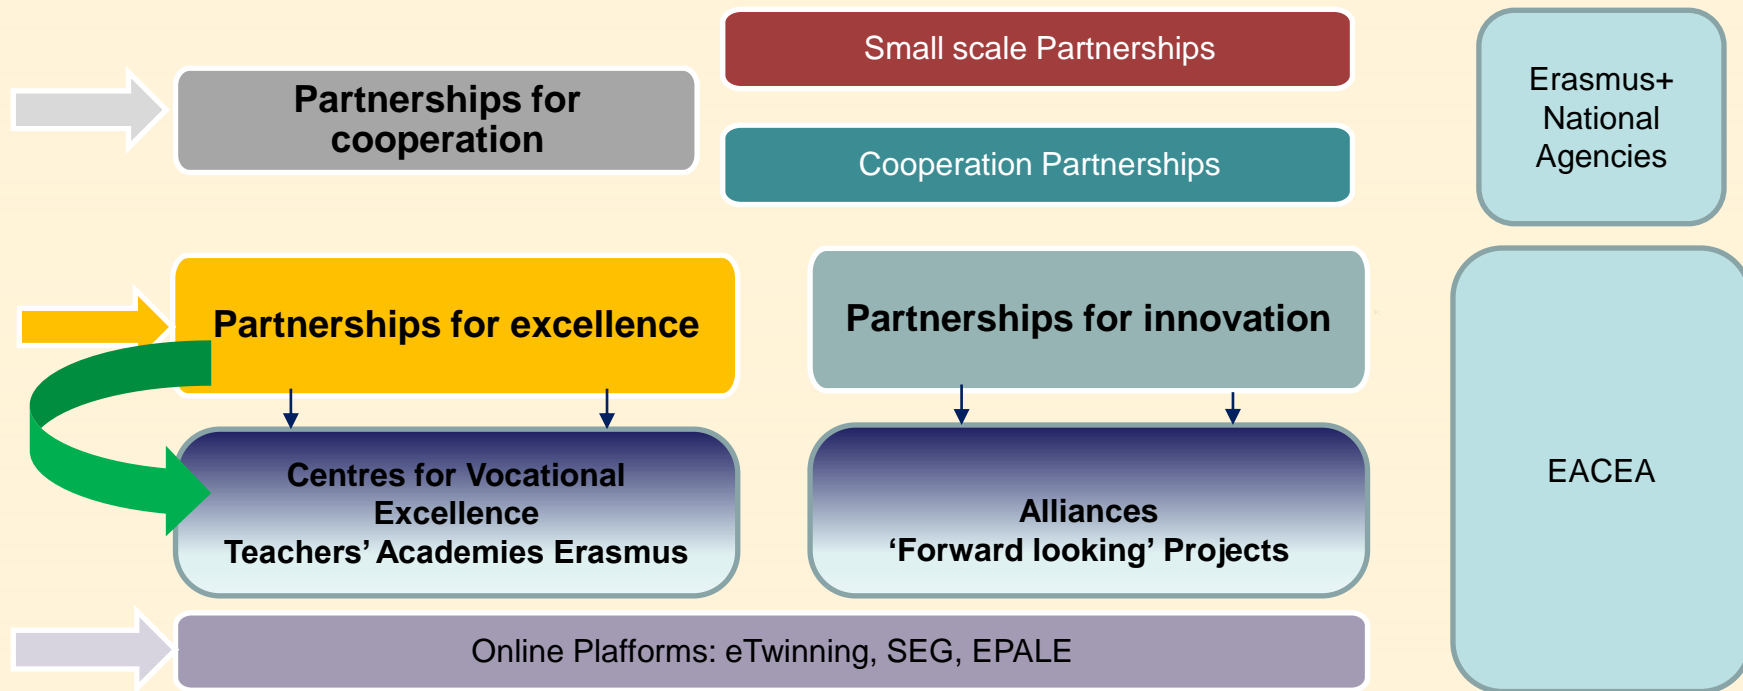 Small scale Partnerships
Partnerships for
cooperation
Cooperation Partnerships
Erasmus+
National
Agencies
Partnerships for excellence
Partnerships for innovation
Centres for Vocational
Excellence
Teachers’ Academies Erasmus
Alliances
‘Forward looking’ Projects
EACEA
Online Plafforms: eTwinning, SEG, EPALE